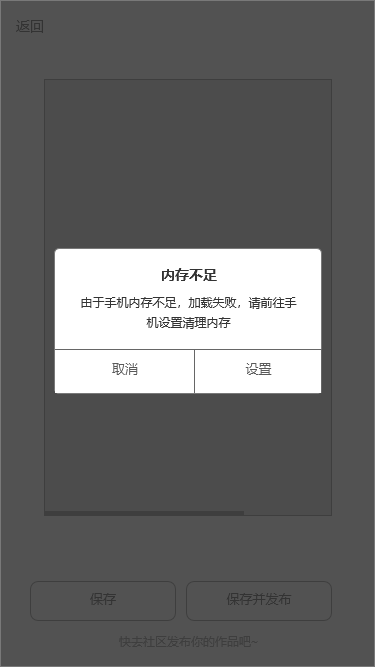 返回
内存不足
由于手机内存不足，加载失败，请前往手
机设置清理内存
取消
设置
保存
保存并发布
快去社区发布你的作品吧~